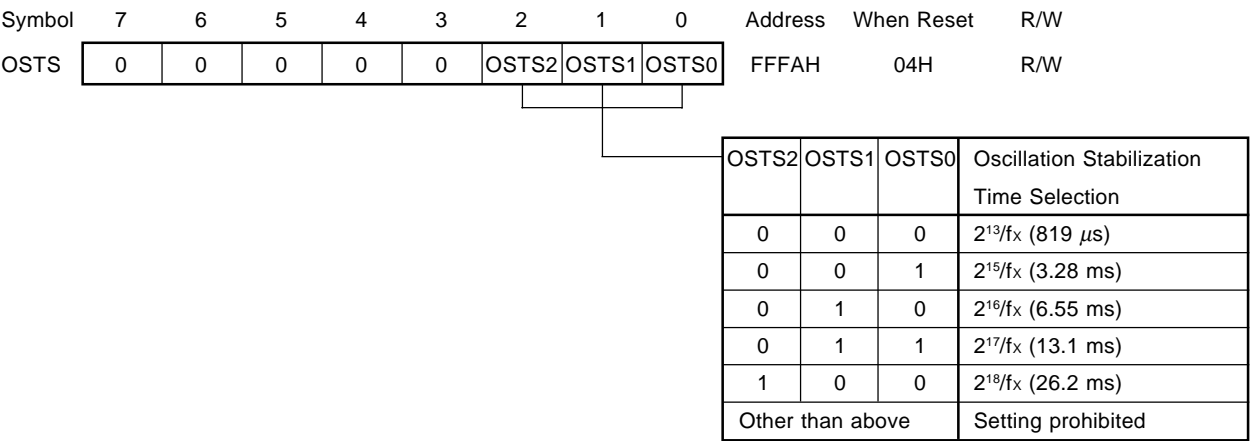 Symbol 7 6 5 4 3 2 1 0 Address When Reset R/W
OSTS 0 0 0 0 0 OSTS2 OSTS1 OSTS0 FFFAH 04H R/W
OSTS2 OSTS1 OSTS0 Oscillation Stabilization
Time Selection
0 0 0 2¹³/fx (819 μs)
0 0 1 2¹⁵/fx (3.28 ms)
0 1 0 2¹⁶/fx (6.55 ms)
0 1 1 2¹⁷/fx (13.1 ms)
1 0 0 2¹⁸/fx (26.2 ms)
Other than above Setting prohibited